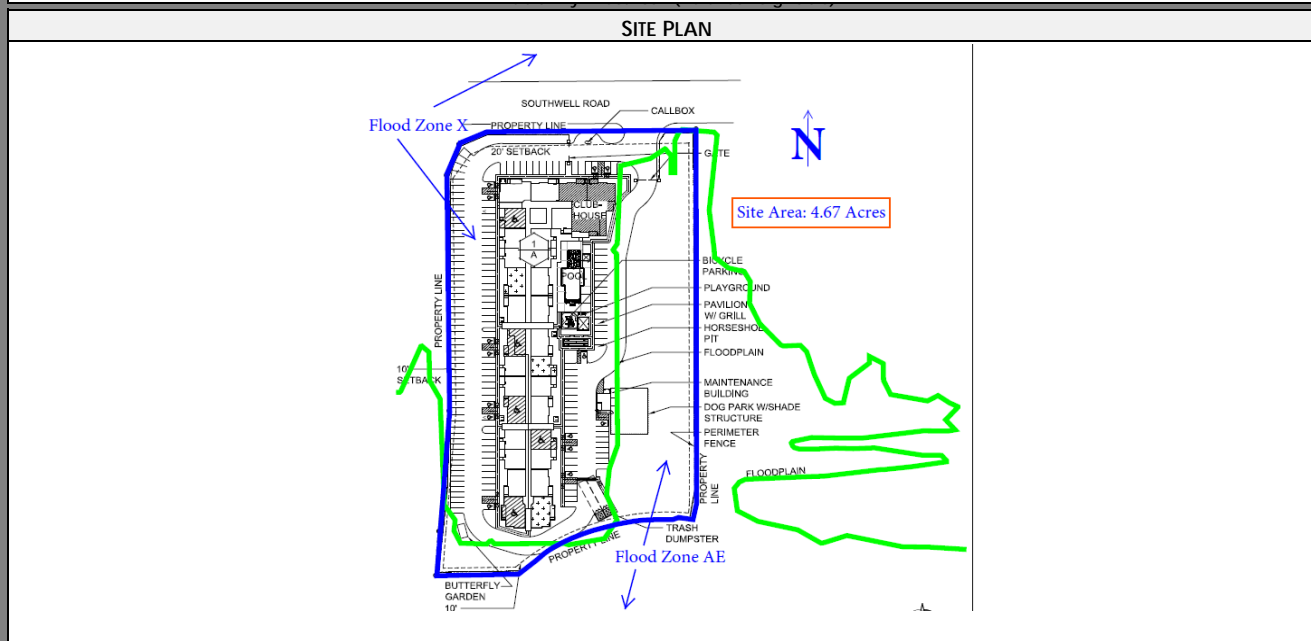 SITE PLAN
SOUTHWELL ROAD
CALLBOX
Flood Zone X
PROPERTY LINE
N
20' SETBACK
GATE
CLUB-
HOUSE
Site Area: 4.67 Acres
1
A
POOL
BICYCLE
PARKING
PLAYGROUND
PROPERTY LINE
PAVILION
W/ GRILL
HORSESHOE
PIT
FLOODPLAIN
10'
SETBACK
MAINTENANCE
BUILDING
DOG PARK W/SHADE
STRUCTURE
PERIMETER
FENCE
PROPERTY
LINE
FLOODPLAIN
TRASH
DUMPSTER
PROPERTY LINE
Flood Zone AE
BUTTERFLY
GARDEN
10'